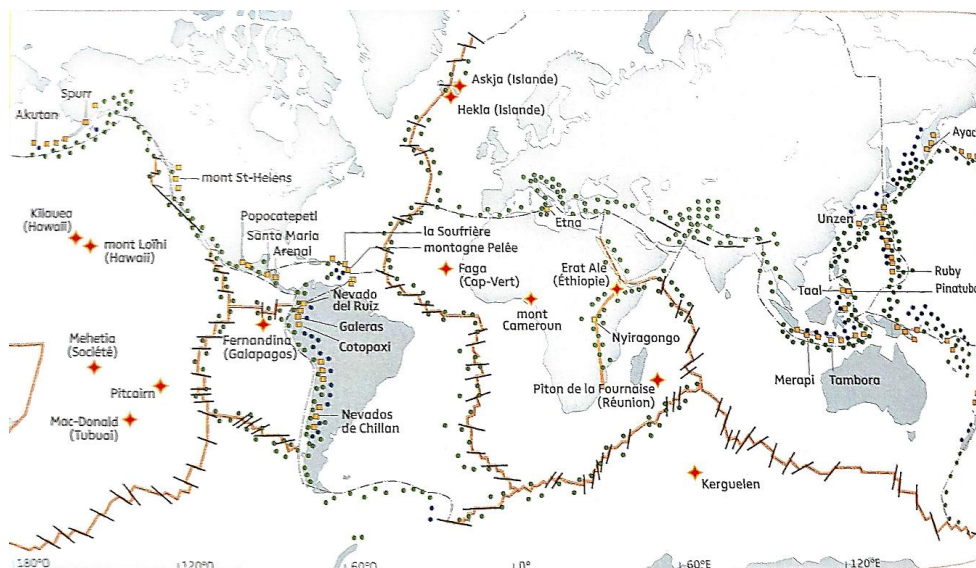 Askja (Islande)
Hekla (Islande)
Spurr
Akutan
Ayac
mont St-Helens
Kilauea
(Hawaii)
mont Loïhi
(Hawaii)
Popocatepetl
Santa Maria
Arenal
la Soufrière
montagne Pelée
Etna
Unzen
Faga
(Cap-Vert)
Erat Alé
(Éthiopie)
Ruby
Taal
Pinatubo
Nevado
del Ruiz
mont
Cameroun
Galeras
Fernandina
(Galapagos)
Cotopaxi
Nyiragongo
Mehetia
(Société)
Pitcairn
Piton de la Fournaise
(Réunion)
Merapi
Tambora
Mac-Donald
(Tubuai)
Nevados
de Chillan
Kerguelen
180°O
120°O
60°O
0°
60°E
120°E